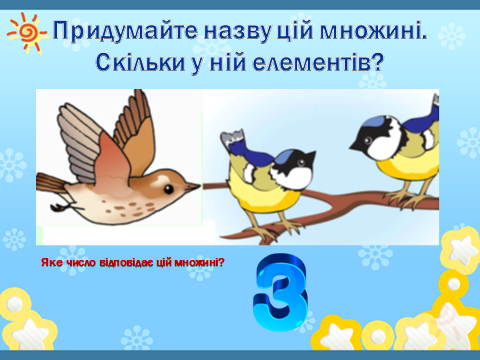 Придумайте назву цій множині.
Скільки у ній елементів?
Яке число відповідає цій множині?
3